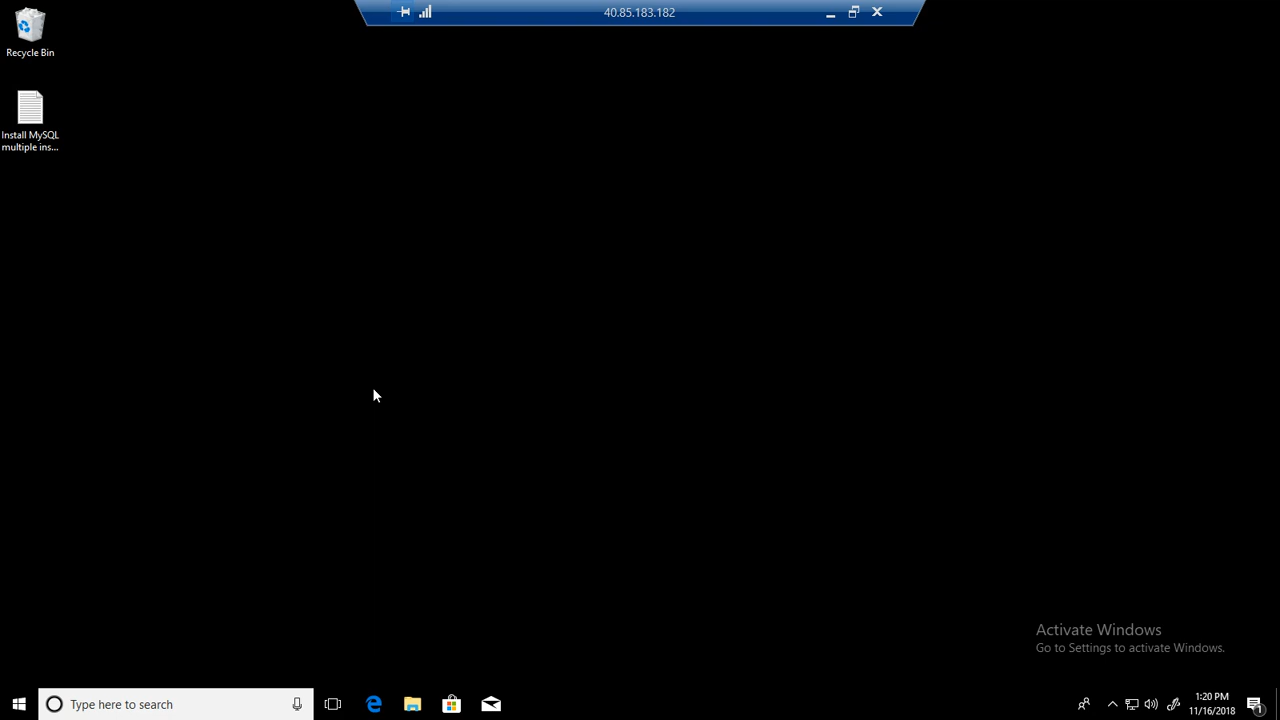 40.85.183.182
Recycle Bin
Install MySQL
multiple ins...
Activate Windows
Go to Settings to activate Windows.
Type here to search
1:20 PM
11/16/2018
1